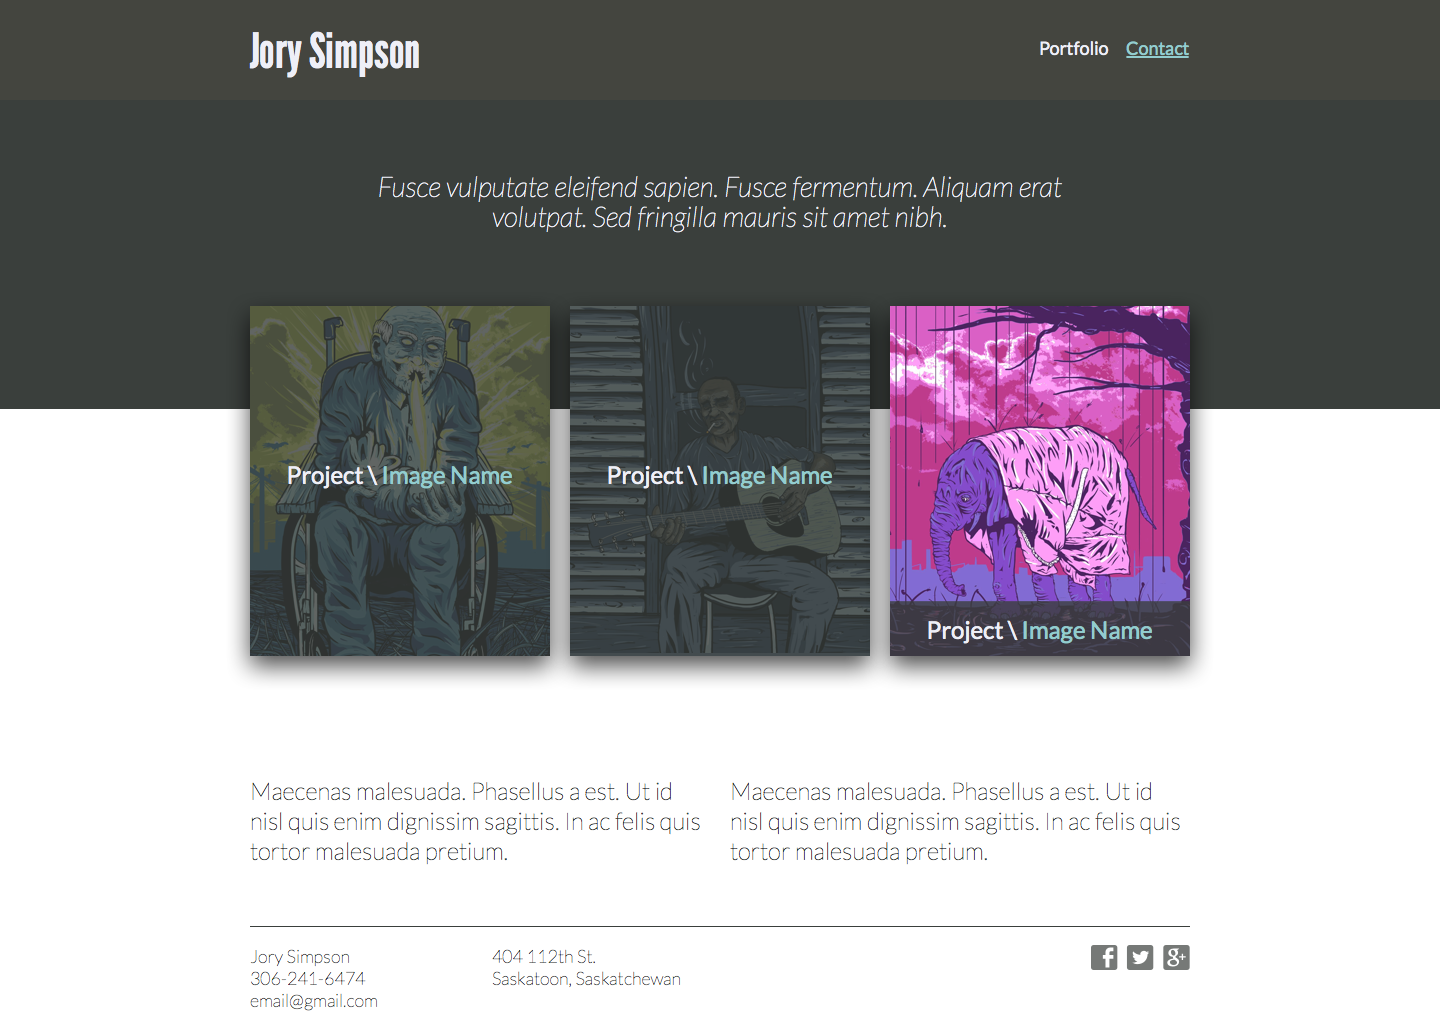 Jory Simpson
Portfolio Contact
Fusce vulputate eleifend sapien. Fusce fermentum. Aliquam erat
volutpat. Sed fringilla mauris sit amet nibh.
Project \ Image Name
Project \ Image Name
Project \ Image Name
Maecenas malesuada. Phasellus a est. Ut id
nisl quis enim dignissim sagittis. In ac felis quis
tortor malesuada pretium.
Maecenas malesuada. Phasellus a est. Ut id
nisl quis enim dignissim sagittis. In ac felis quis
tortor malesuada pretium.
Jory Simpson
306-241-6474
email@gmail.com
404 112th St.
Saskatoon, Saskatchewan